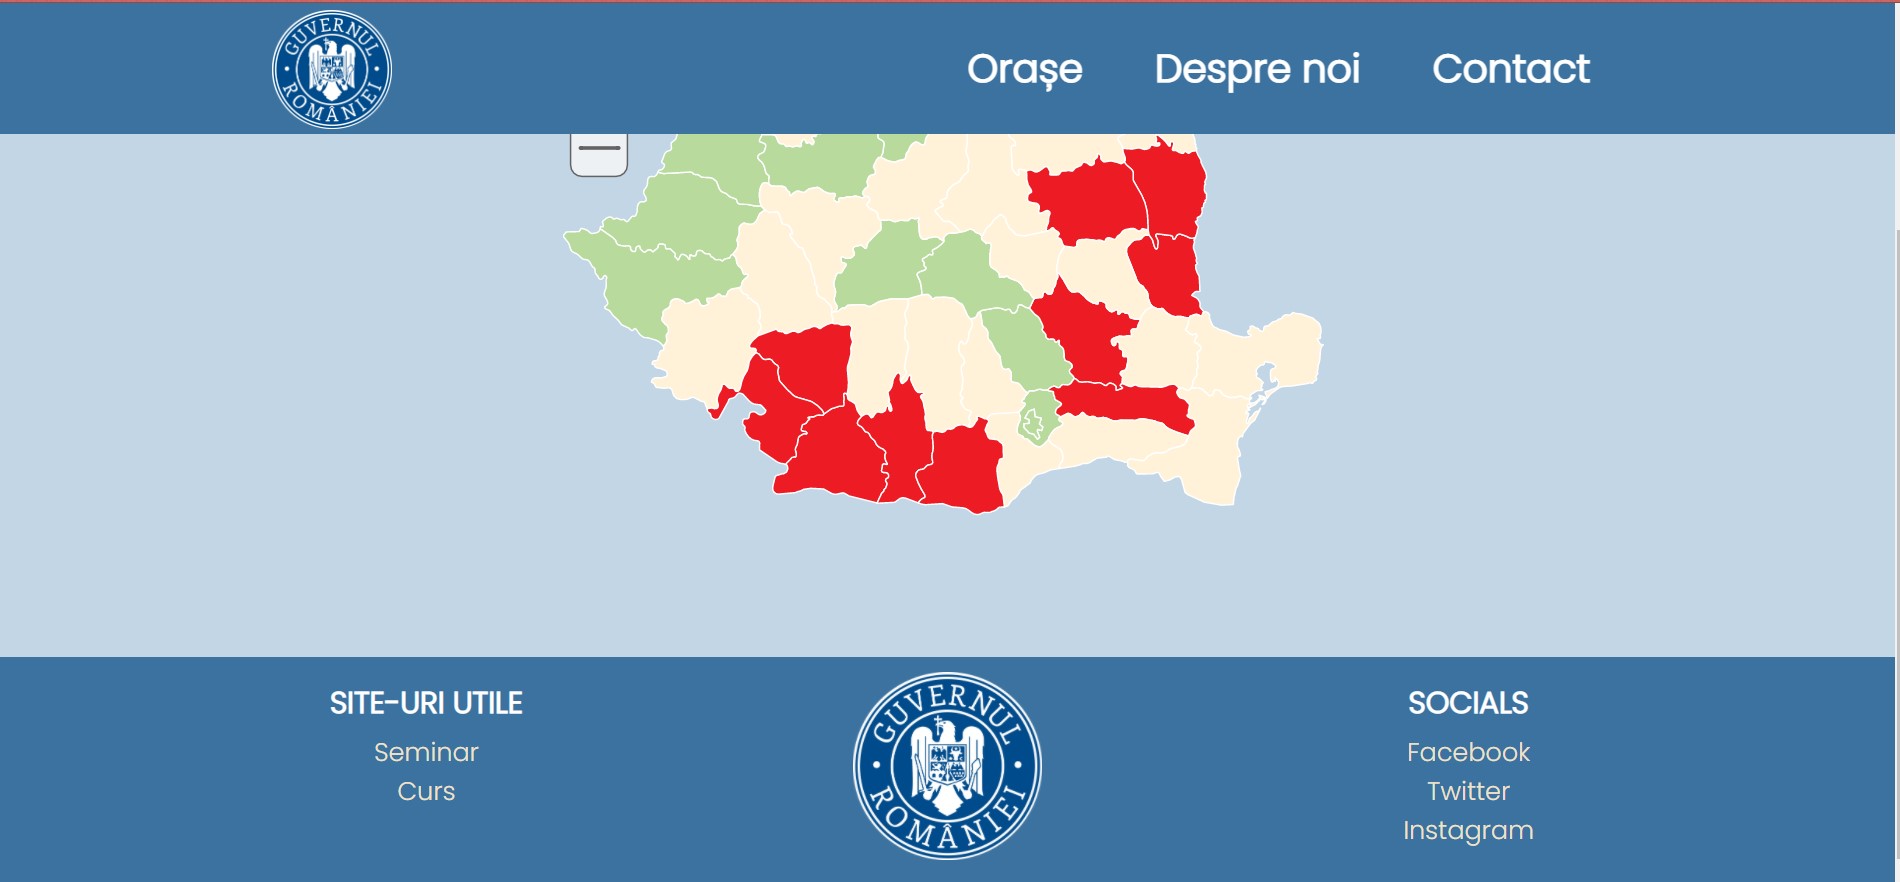 GUVERNUL
ROMÂNIEI
Orașe
Despre noi
Contact
SITE-URI UTILE
Seminar
Curs
GUVERNUL
ROMÂNIEI
SOCIALS
Facebook
Twitter
Instagram